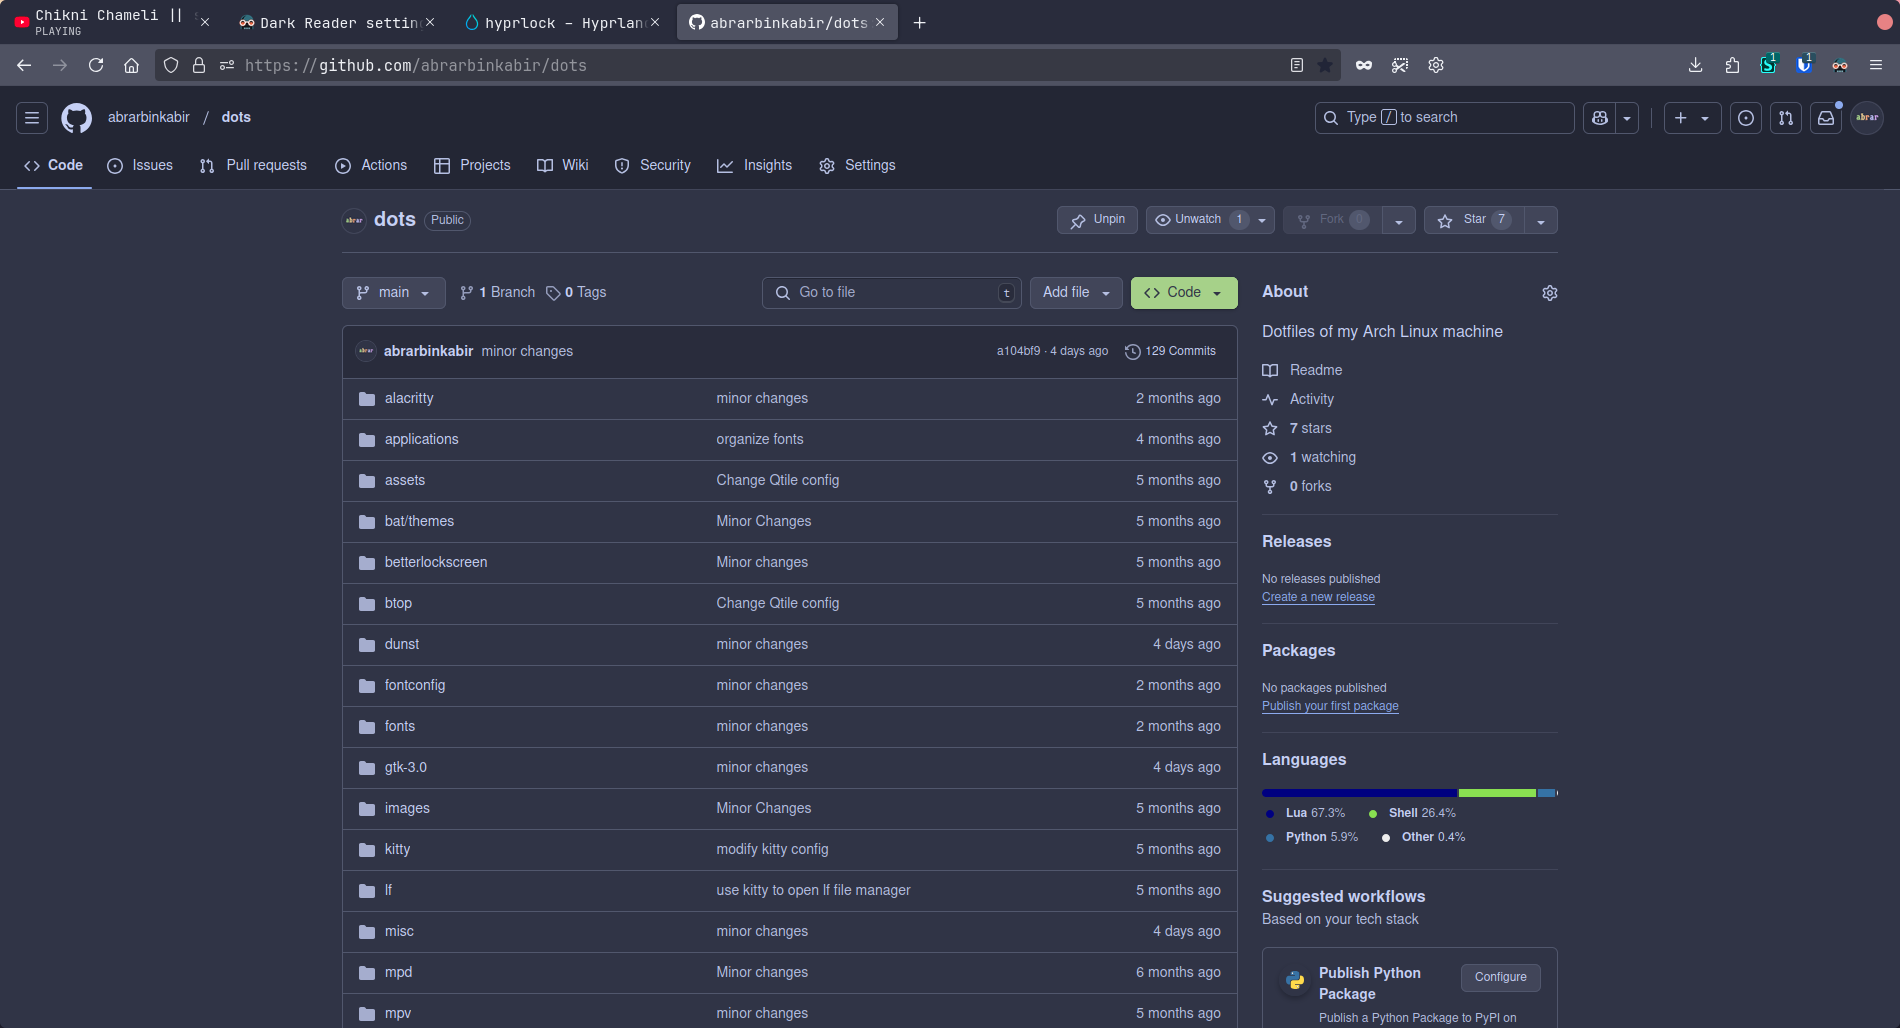 Chikni Chameli ||
PLAYING
Dark Reader settin
hyprlock – Hyprlan
abrarbinkabir/dots
https://github.com/abrarbinkabir/dots
1
1
abrarbinkabir / dots
Type / to search
abrar
Code
Issues
Pull requests
Actions
Projects
Wiki
Security
Insights
Settings
abrar
dots
Public
Unpin
Unwatch 1
Fork 0
Star 7
main
1 Branch
0 Tags
Go to file
t
Add file
Code
abrar
abrarbinkabir minor changes
a104bf9 · 4 days ago
129 Commits
alacritty minor changes 2 months ago
applications organize fonts 4 months ago
assets Change Qtile config 5 months ago
bat/themes Minor Changes 5 months ago
betterlockscreen Minor changes 5 months ago
btop Change Qtile config 5 months ago
dunst minor changes 4 days ago
fontconfig minor changes 2 months ago
fonts minor changes 2 months ago
gtk-3.0 minor changes 4 days ago
images Minor Changes 5 months ago
kitty modify kitty config 5 months ago
lf use kitty to open lf file manager 5 months ago
misc minor changes 4 days ago
mpd Minor changes 6 months ago
mpv minor changes 5 months ago
About
Dotfiles of my Arch Linux machine
Readme
Activity
7 stars
1 watching
0 forks
Releases
No releases published
Create a new release
Packages
No packages published
Publish your first package
Languages
Lua 67.3%
Shell 26.4%
Python 5.9%
Other 0.4%
Suggested workflows
Based on your tech stack
Publish Python
Package
Configure
Publish a Python Package to PyPI on